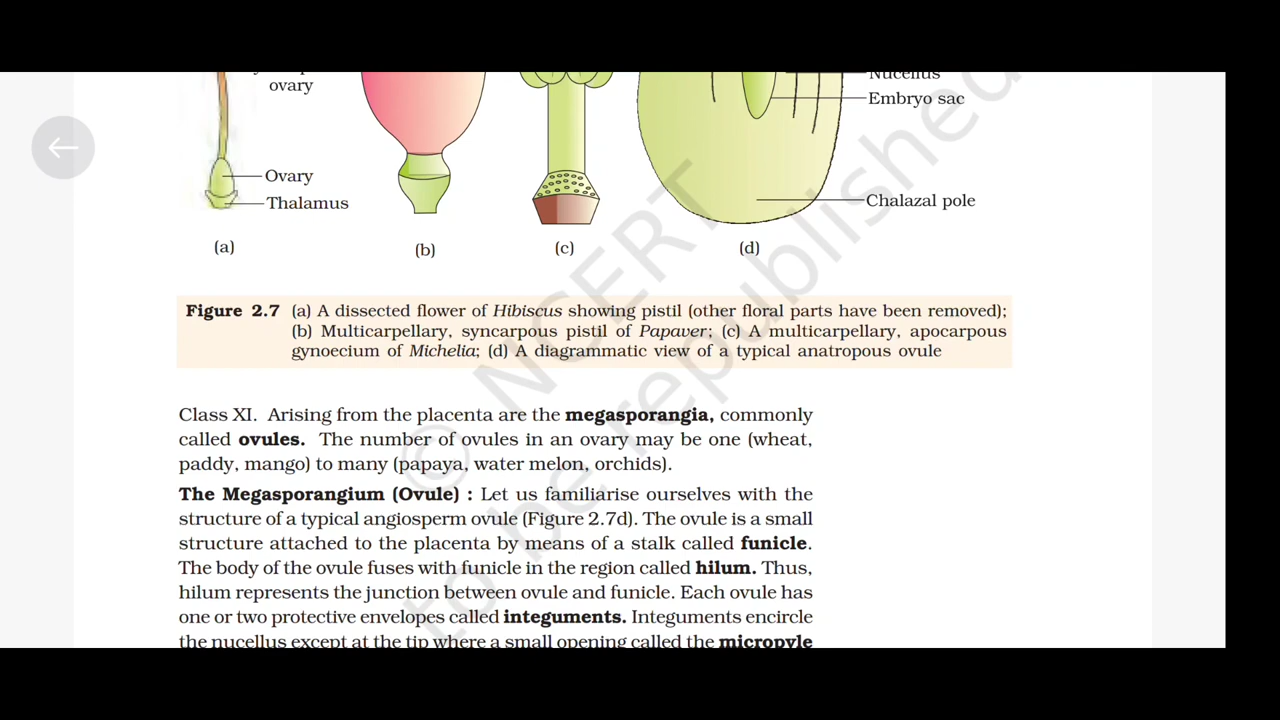 Nucellus
ovary
Embryo sac
Ovary
Chalazal pole
Thalamus
(a)
(b)
(c)
(d)
Figure 2.7 (a) A dissected flower of Hibiscus showing pistil (other floral parts have been removed);
(b) Multicarpellary, syncarpous pistil of Papaver; (c) A multicarpellary, apocarpous
gynoecium of Michelia; (d) A diagrammatic view of a typical anatropous ovule
Class XI. Arising from the placenta are the megasporangia, commonly
called ovules. The number of ovules in an ovary may be one (wheat,
paddy, mango) to many (papaya, water melon, orchids).
The Megasporangium (Ovule) : Let us familiarise ourselves with the
structure of a typical angiosperm ovule (Figure 2.7d). The ovule is a small
structure attached to the placenta by means of a stalk called funicle.
The body of the ovule fuses with funicle in the region called hilum. Thus,
hilum represents the junction between ovule and funicle. Each ovule has
one or two protective envelopes called integuments. Integuments encircle
the nucellus except at the tip where a small opening called the micropyle
© NCERT
to be republished